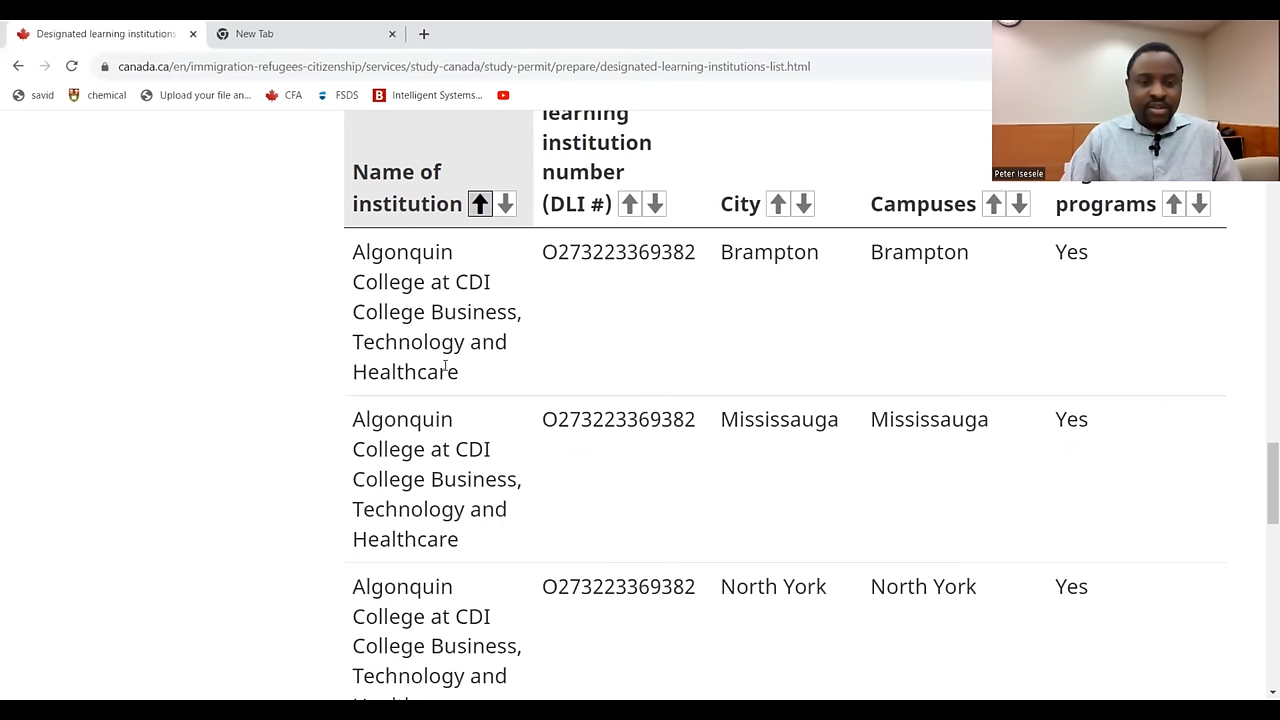 Designated learning institutions
New Tab
canada.ca/en/immigration-refugees-citizenship/services/study-canada/study-permit/prepare/designated-learning-institutions-list.html
savid
chemical
Upload your file an...
CFA
FSDS
Intelligent Systems...
Peter Isesele
Name of
institution
learning
institution
number
(DLI #)
City
Campuses
programs
Algonquin
College at CDI
College Business,
Technology and
Healthcare
O273223369382
Brampton
Brampton
Yes
Algonquin
College at CDI
College Business,
Technology and
Healthcare
O273223369382
Mississauga
Mississauga
Yes
Algonquin
College at CDI
College Business,
Technology and
O273223369382
North York
North York
Yes